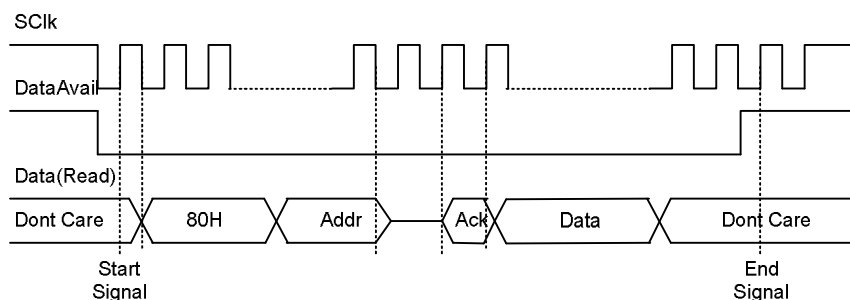 SClk
DataAvail
Data(Read)
Dont Care 80H Addr Ack Data Dont Care
Start
Signal
End
Signal